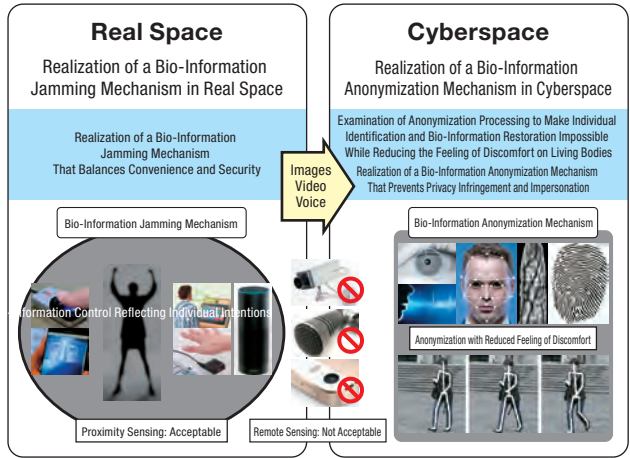 Real Space
Realization of a Bio-Information
Jamming Mechanism in Real Space
Realization of a Bio-Information
Jamming Mechanism
That Balances Convenience and Security
Bio-Information Jamming Mechanism
Information Control Reflecting Individual Intentions
Proximity Sensing: Acceptable
Remote Sensing: Not Acceptable
Images
Video
Voice
Cyberspace
Realization of a Bio-Information
Anonymization Mechanism in Cyberspace
Examination of Anonymization Processing to Make Individual
Identification and Bio-Information Restoration Impossible
While Reducing the Feeling of Discomfort on Living Bodies
Realization of a Bio-Information Anonymization Mechanism
That Prevents Privacy Infringement and Impersonation
Bio-Information Anonymization Mechanism
Anonymization with Reduced Feeling of Discomfort